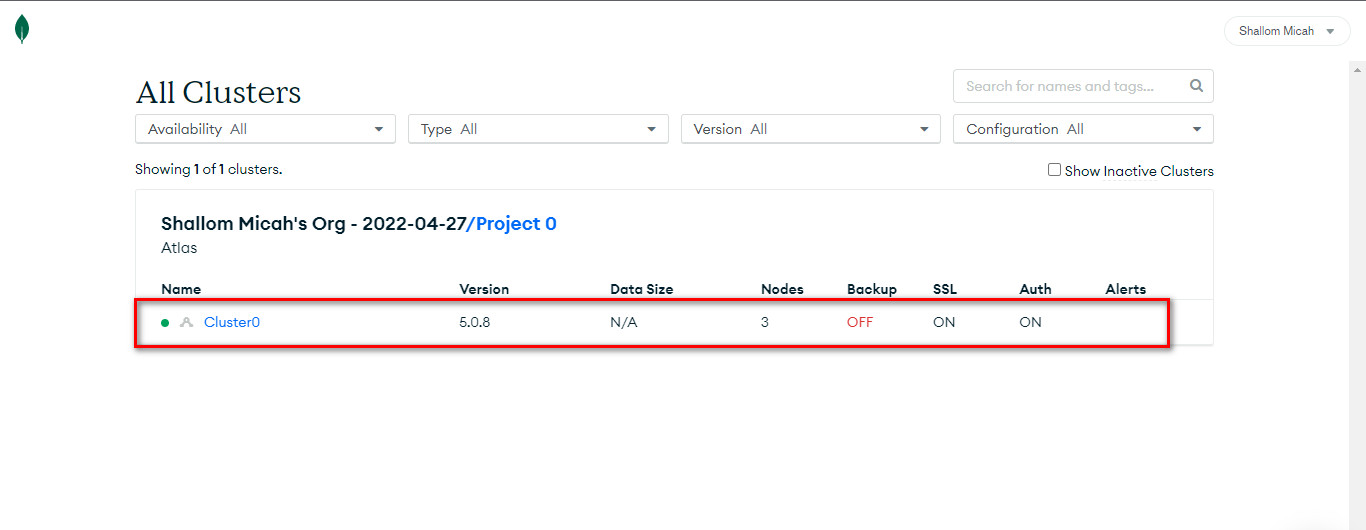 Shallom Micah
All Clusters
Search for names and tags...
Availability All Type All Version All Configuration All
Showing 1 of 1 clusters.
Show Inactive Clusters
Shallom Micah's Org - 2022-04-27/Project 0
Atlas
Name Version Data Size Nodes Backup SSL Auth Alerts
Cluster0 5.0.8 N/A 3 OFF ON ON